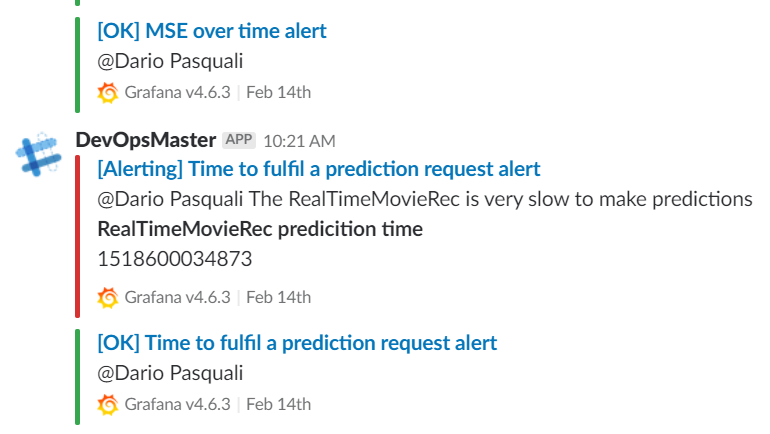 [OK] MSE over time alert
@Dario Pasquali
Grafana v4.6.3 | Feb 14th
DevOpsMaster APP 10:21 AM
[Alerting] Time to fulfil a prediction request alert
@Dario Pasquali The RealTimeMovieRec is very slow to make predictions
RealTimeMovieRec predicition time
1518600034873
Grafana v4.6.3 | Feb 14th
[OK] Time to fulfil a prediction request alert
@Dario Pasquali
Grafana v4.6.3 | Feb 14th